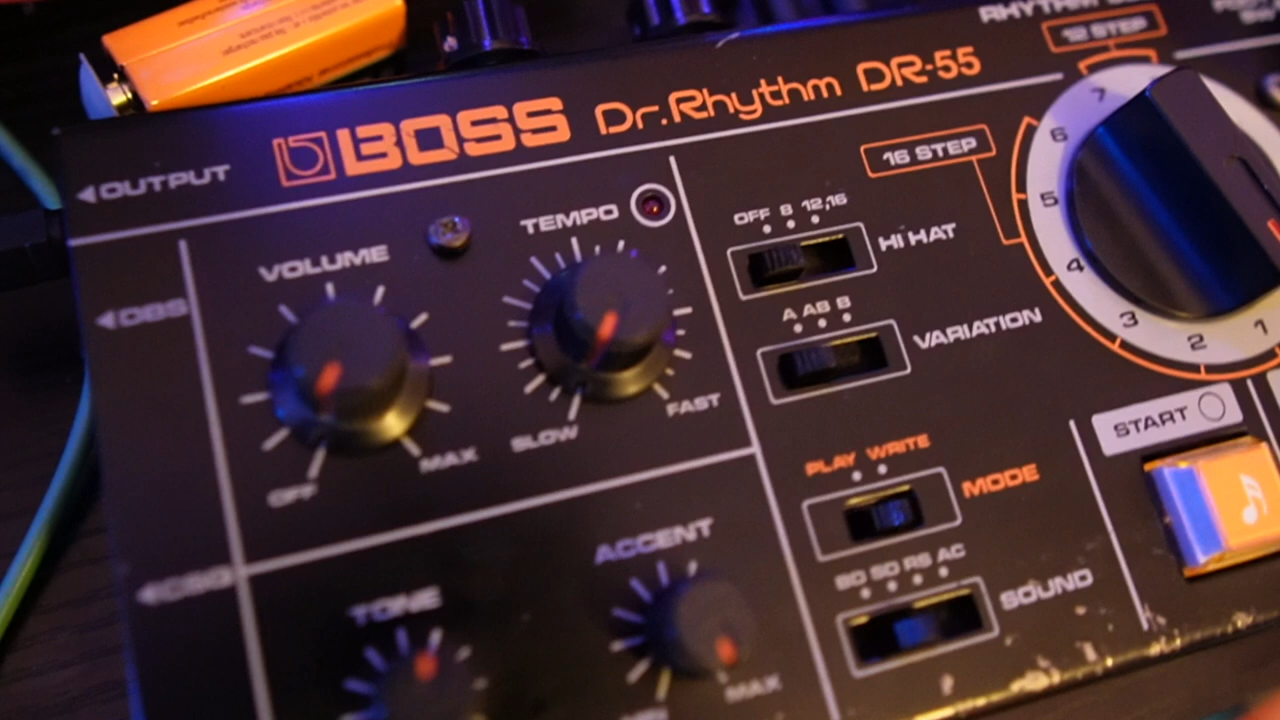 BOSS Dr.Rhythm DR-55
12 STEP
OUTPUT
16 STEP
TEMPO
OFF 8 12,16
HI HAT
VOLUME
DBS
A AB B
VARIATION
OFF
MAX
SLOW
FAST
7
6
5
4
3
2
1
START
PLAY WRITE
MODE
ACCENT
BD SD RS AC
SOUND
CSQ
TONE
MAX